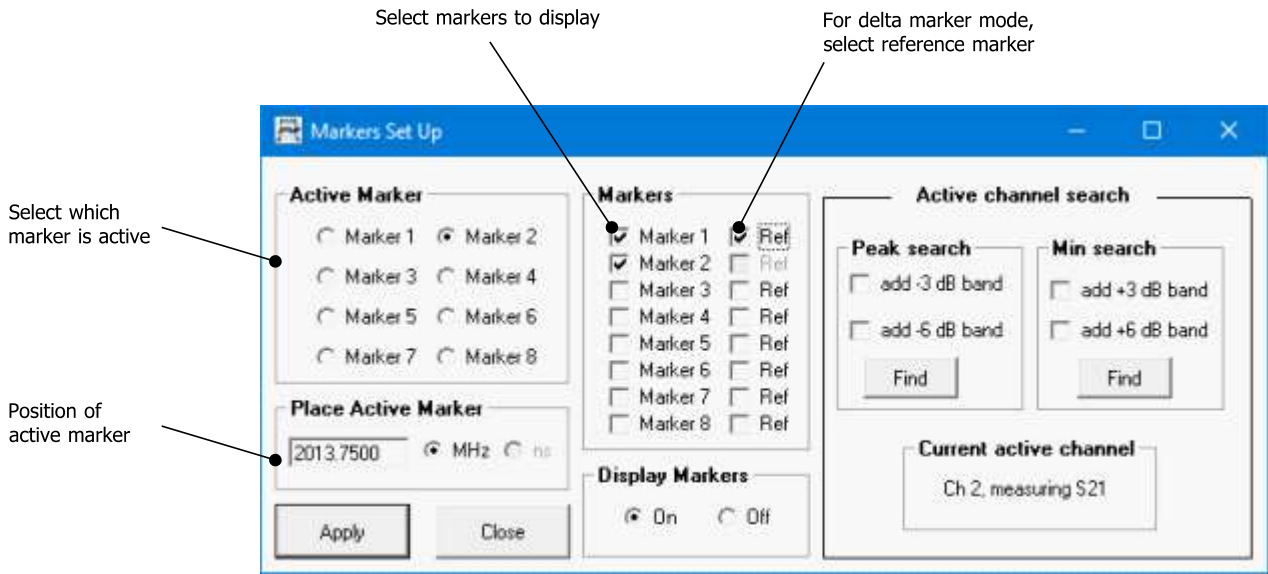 Select markers to display
For delta marker mode,
select reference marker
Markers Set Up
Select which
marker is active
Active Marker
Marker 1 Marker 2
Marker 3 Marker 4
Marker 5 Marker 6
Marker 7 Marker 8
Position of
active marker
Place Active Marker
2013.7500 MHz ns
Apply Close
Markers
Marker 1 Ref
Marker 2 Ref
Marker 3 Ref
Marker 4 Ref
Marker 5 Ref
Marker 6 Ref
Marker 7 Ref
Marker 8 Ref
Display Markers
On Off
Active channel search
Peak search
add -3 dB band
add -6 dB band
Find
Min search
add +3 dB band
add +6 dB band
Find
Current active channel
Ch 2, measuring S21